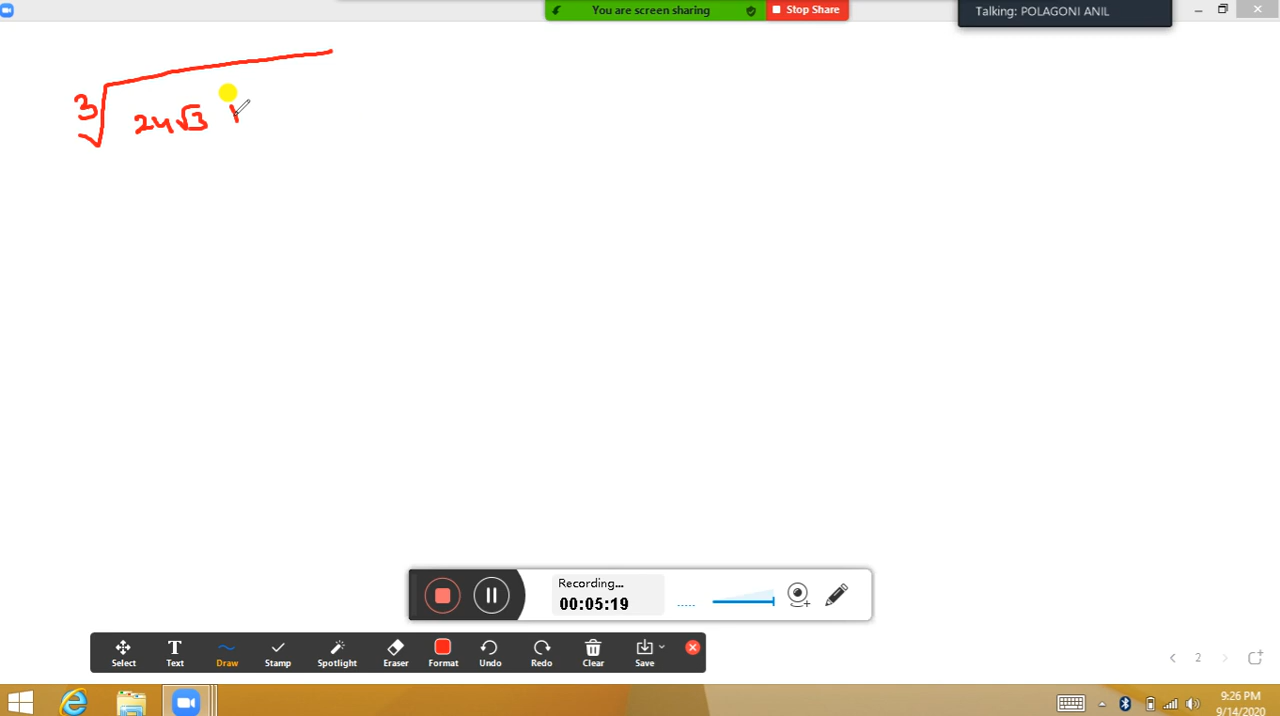 You are screen sharing
Stop Share
Talking: POLAGONI ANIL
3√24√3
Recording...
00:05:19
Select
Text
Draw
Stamp
Spotlight
Eraser
Format
Undo
Redo
Clear
Save
2
9:26 PM
9/14/2020